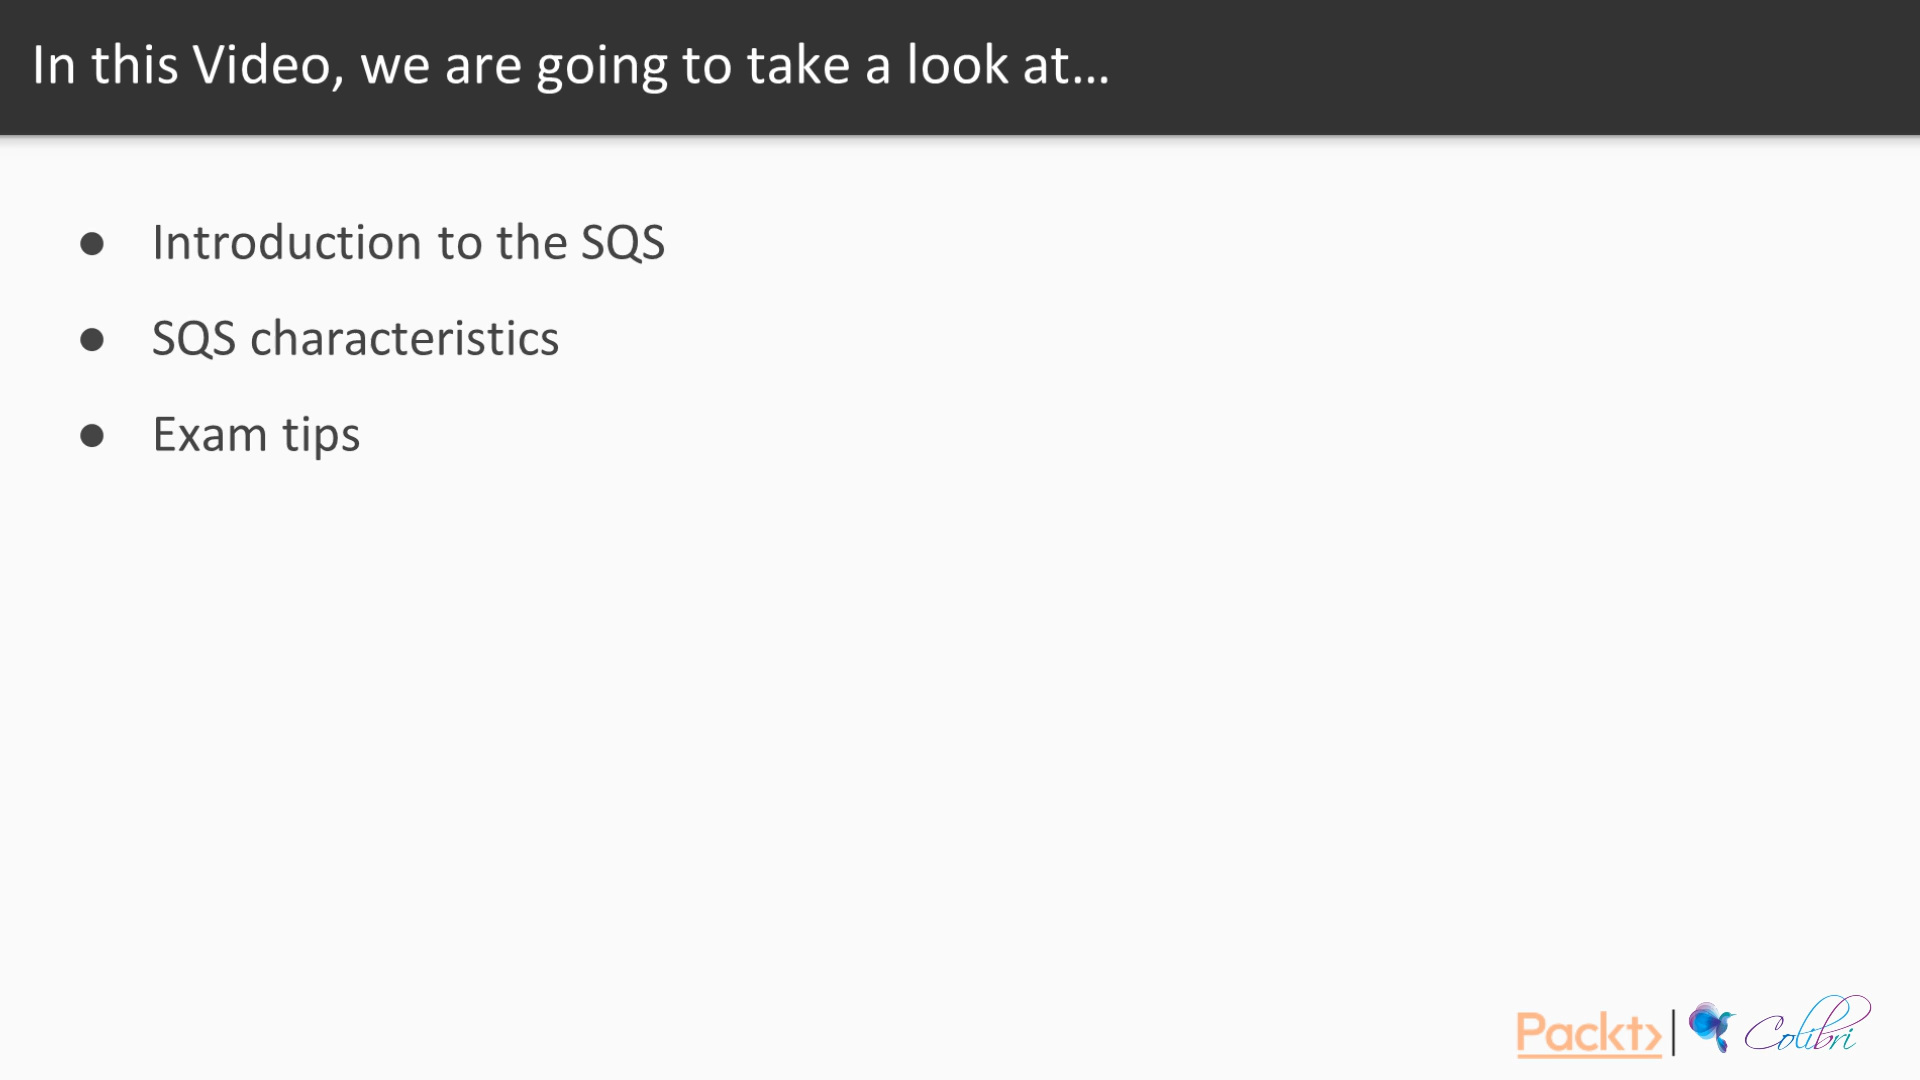 In this Video, we are going to take a look at...
● Introduction to the SQS
● SQS characteristics
● Exam tips
Packt> | Colibri